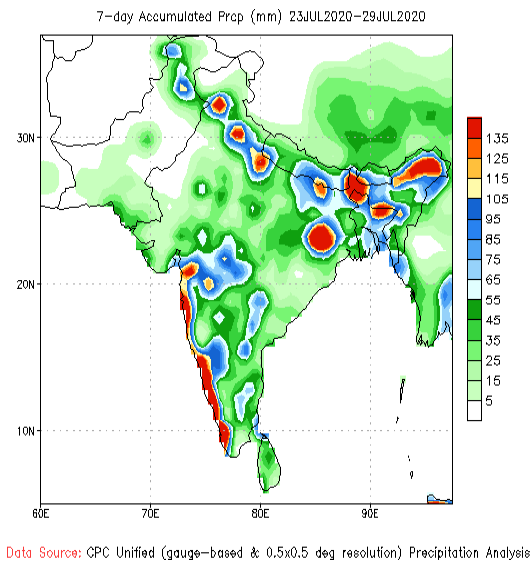 7-day Accumulated Prcp (mm) 23JUL2020-29JUL2020
30N
20N
10N
60E 70E 80E 90E
135
125
115
105
95
85
75
65
55
45
35
25
15
5
Data Source: CPC Unified (gauge-based & 0.5x0.5 deg resolution) Precipitation Analysis